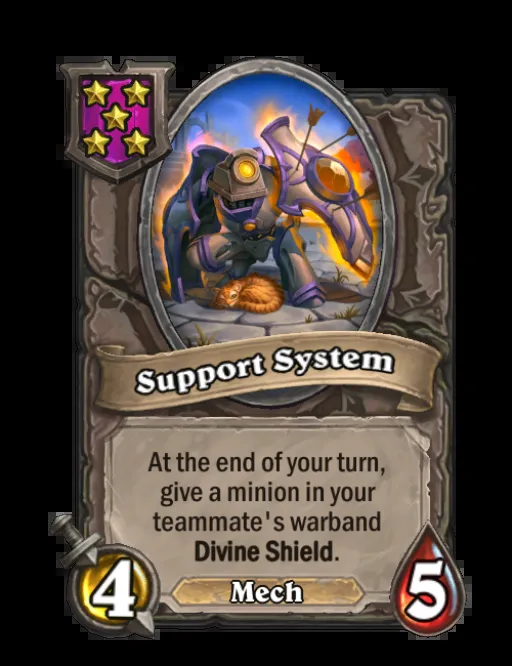 Support System
At the end of your turn,
give a minion in your
teammate's warband
Divine Shield.
4
Mech
5